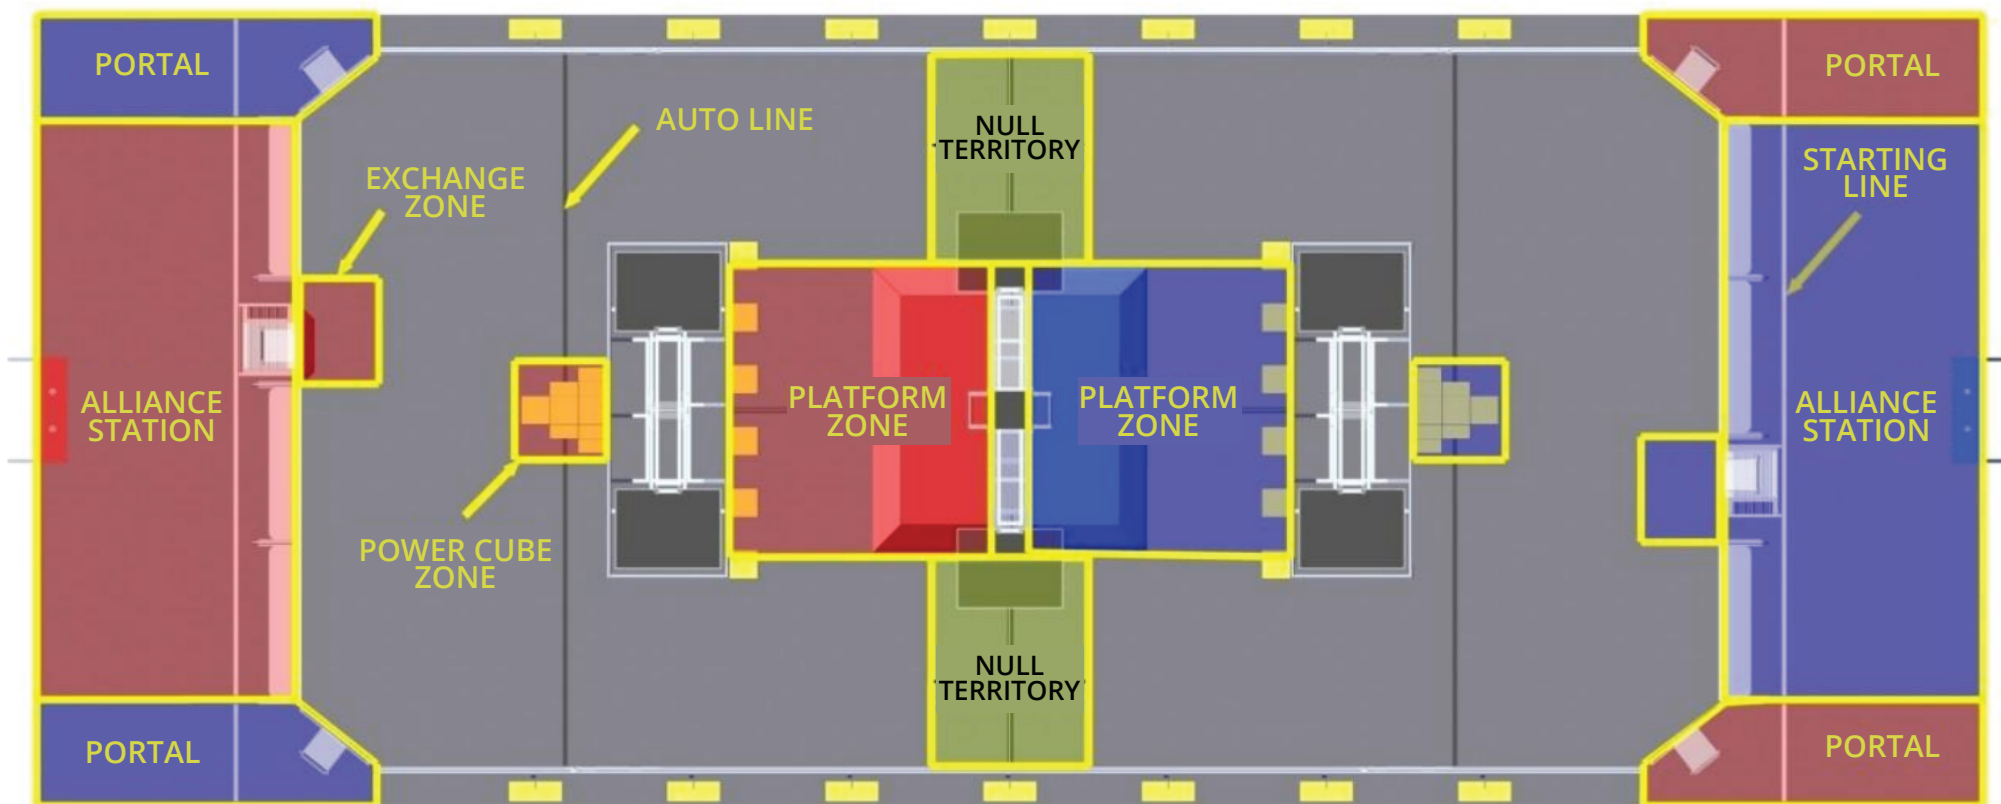 PORTAL
PORTAL
AUTO LINE
NULL
TERRITORY
EXCHANGE
ZONE
STARTING
LINE
ALLIANCE
STATION
PLATFORM
ZONE
PLATFORM
ZONE
ALLIANCE
STATION
POWER CUBE
ZONE
NULL
TERRITORY
PORTAL
PORTAL